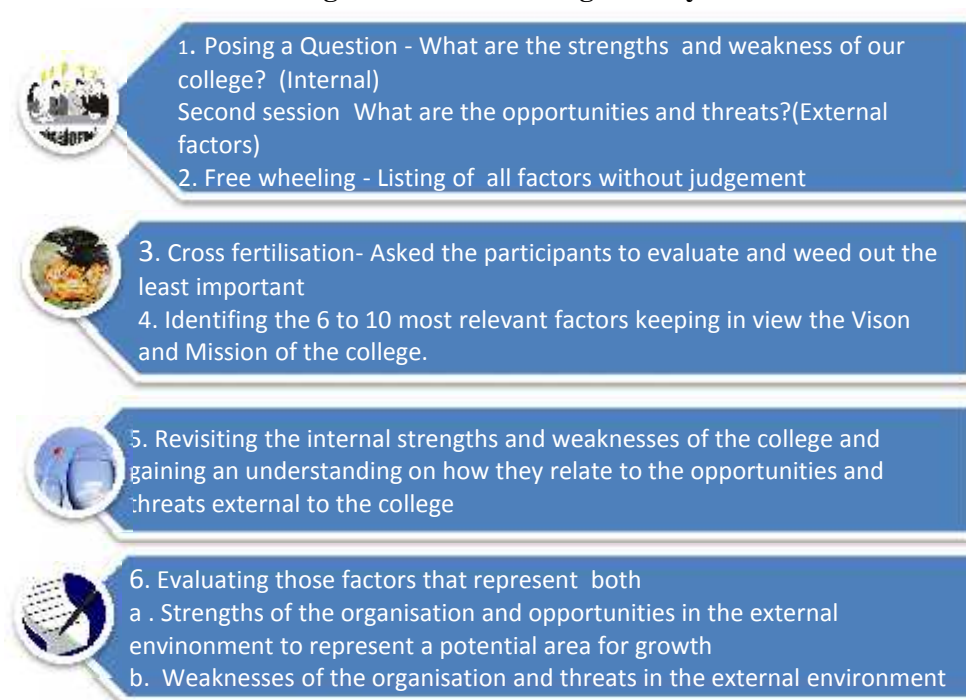 1. Posing a Question - What are the strengths  and weakness of our
college?  (Internal)
Second session  What are the opportunities and threats?(External
factors)
2. Free wheeling - Listing of  all factors without judgement
3. Cross fertilisation- Asked the participants to evaluate and weed out the
least important
4. Identifing the 6 to 10 most relevant factors keeping in view the Vison
and Mission of the college.
5. Revisiting the internal strengths and weaknesses of the college and
gaining an understanding on how they relate to the opportunities and
threats external to the college
6. Evaluating those factors that represent  both
a . Strengths of the organisation and opportunities in the external
envinonment to represent a potential area for growth
b.  Weaknesses of the organisation and threats in the external environment